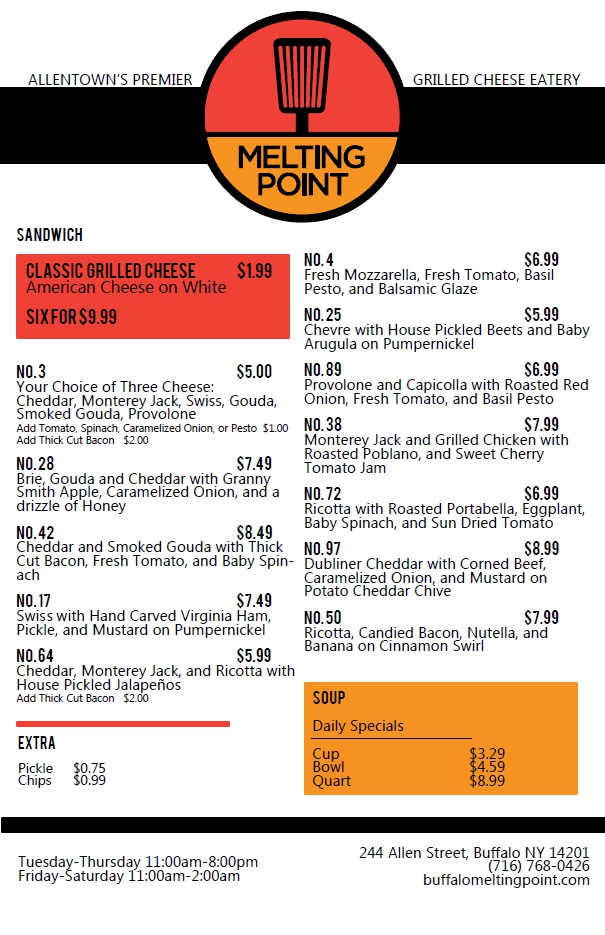 ALLENTOWN'S PREMIER
GRILLED CHEESE EATERY
MELTING
POINT
SANDWICH
CLASSIC GRILLED CHEESE $1.99
American Cheese on White
SIX FOR $9.99
NO.3 $5.00
Your Choice of Three Cheese:
Cheddar, Monterey Jack, Swiss, Gouda,
Smoked Gouda, Provolone
Add Tomato, Spinach, Caramelized Onion, or Pesto $1.00
Add Thick Cut Bacon $2.00
NO.28 $7.49
Brie, Gouda and Cheddar with Granny
Smith Apple, Caramelized Onion, and a
drizzle of Honey
NO.42 $8.49
Cheddar and Smoked Gouda with Thick
Cut Bacon, Fresh Tomato, and Baby Spin-
ach
NO.17 $7.49
Swiss with Hand Carved Virginia Ham,
Pickle, and Mustard on Pumpernickel
NO.64 $5.99
Cheddar, Monterey Jack, and Ricotta with
House Pickled Jalapeños
Add Thick Cut Bacon $2.00
EXTRA
Pickle $0.75
Chips $0.99
NO.4 $6.99
Fresh Mozzarella, Fresh Tomato, Basil
Pesto, and Balsamic Glaze
NO.25 $5.99
Chevre with House Pickled Beets and Baby
Arugula on Pumpernickel
NO.89 $6.99
Provolone and Capicolla with Roasted Red
Onion, Fresh Tomato, and Basil Pesto
NO.38 $7.99
Monterey Jack and Grilled Chicken with
Roasted Poblano, and Sweet Cherry
Tomato Jam
NO.72 $6.99
Ricotta with Roasted Portabella, Eggplant,
Baby Spinach, and Sun Dried Tomato
NO.97 $8.99
Dubliner Cheddar with Corned Beef,
Caramelized Onion, and Mustard on
Potato Cheddar Chive
NO.50 $7.99
Ricotta, Candied Bacon, Nutella, and
Banana on Cinnamon Swirl
SOUP
Daily Specials
Cup $3.29
Bowl $4.59
Quart $8.99
Tuesday-Thursday 11:00am-8:00pm
Friday-Saturday 11:00am-2:00am
244 Allen Street, Buffalo NY 14201
(716) 768-0426
buffalomeltingpoint.com